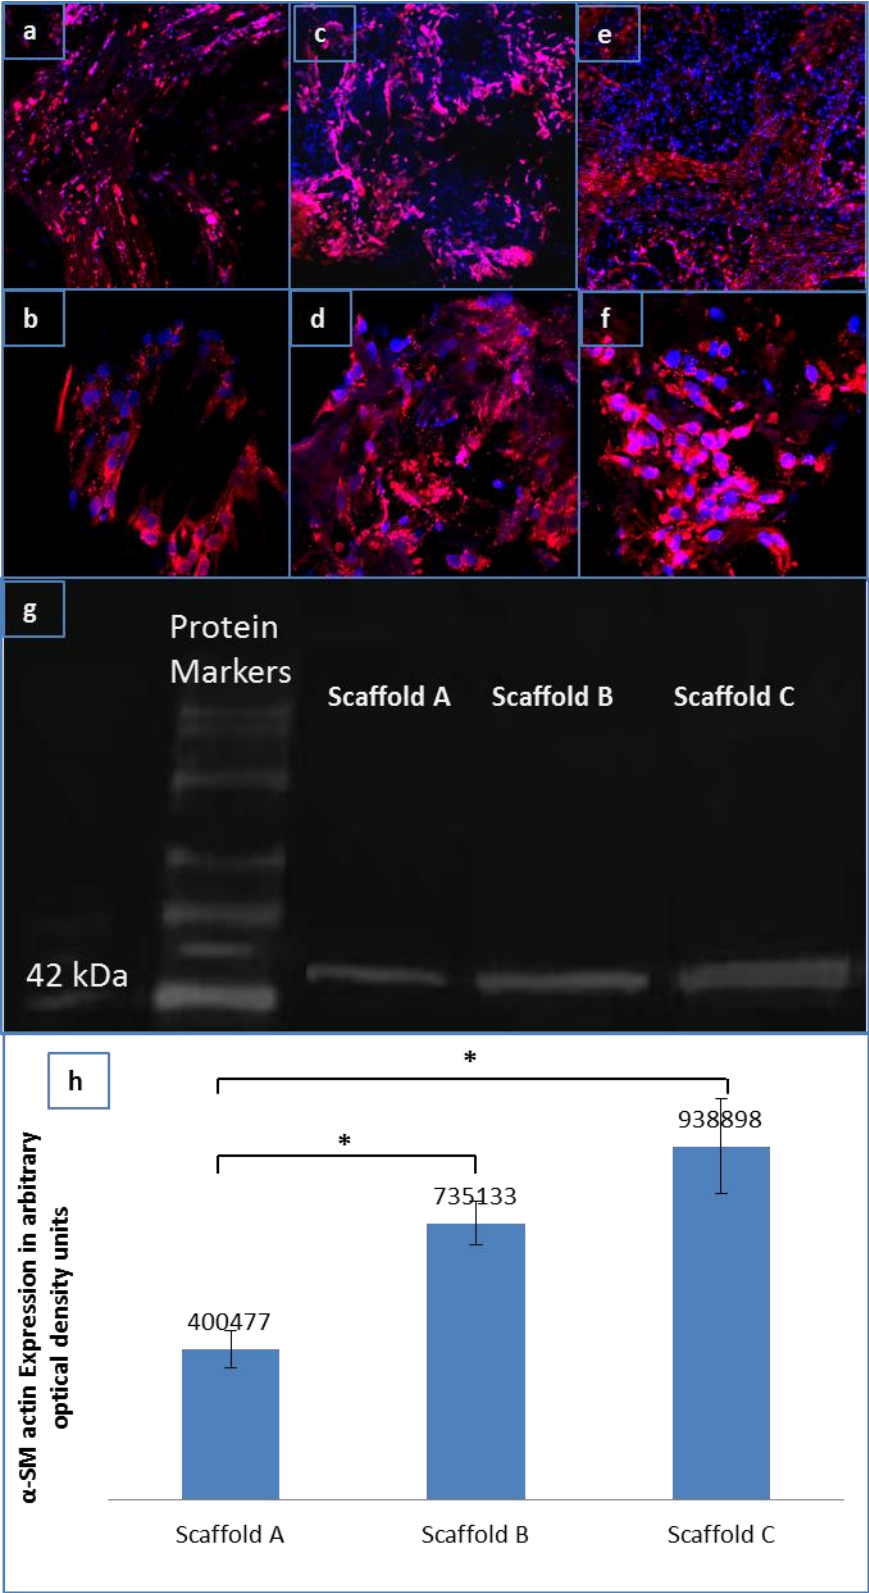 a
c
e
b
d
f
g
Protein
Markers
Scaffold A
Scaffold B
Scaffold C
42 kDa
h
*
*
938898
735133
400477
α-SM actin Expression in arbitrary
optical density units
Scaffold A
Scaffold B
Scaffold C